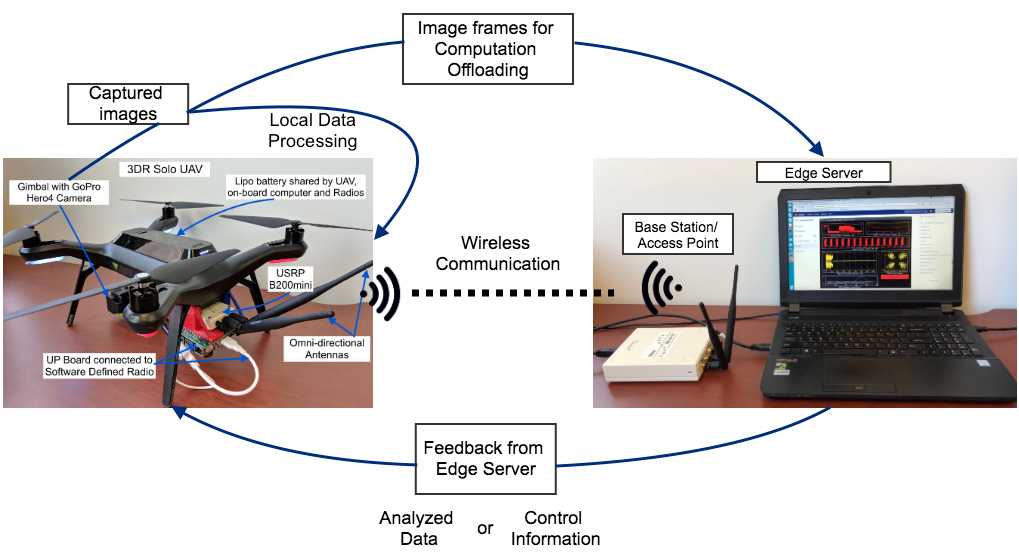 Image frames for
Computation
Offloading
Captured
images
Local Data
Processing
3DR Solo UAV
Gimbal with GoPro
Hero4 Camera
Lipo battery shared by UAV,
on-board computer and Radios
USRP
B200mini
Omni-directional
Antennas
UP Board connected to
Software Defined Radio
Wireless
Communication
Base Station/
Access Point
Edge Server
Feedback from
Edge Server
Analyzed
Data
or
Control
Information